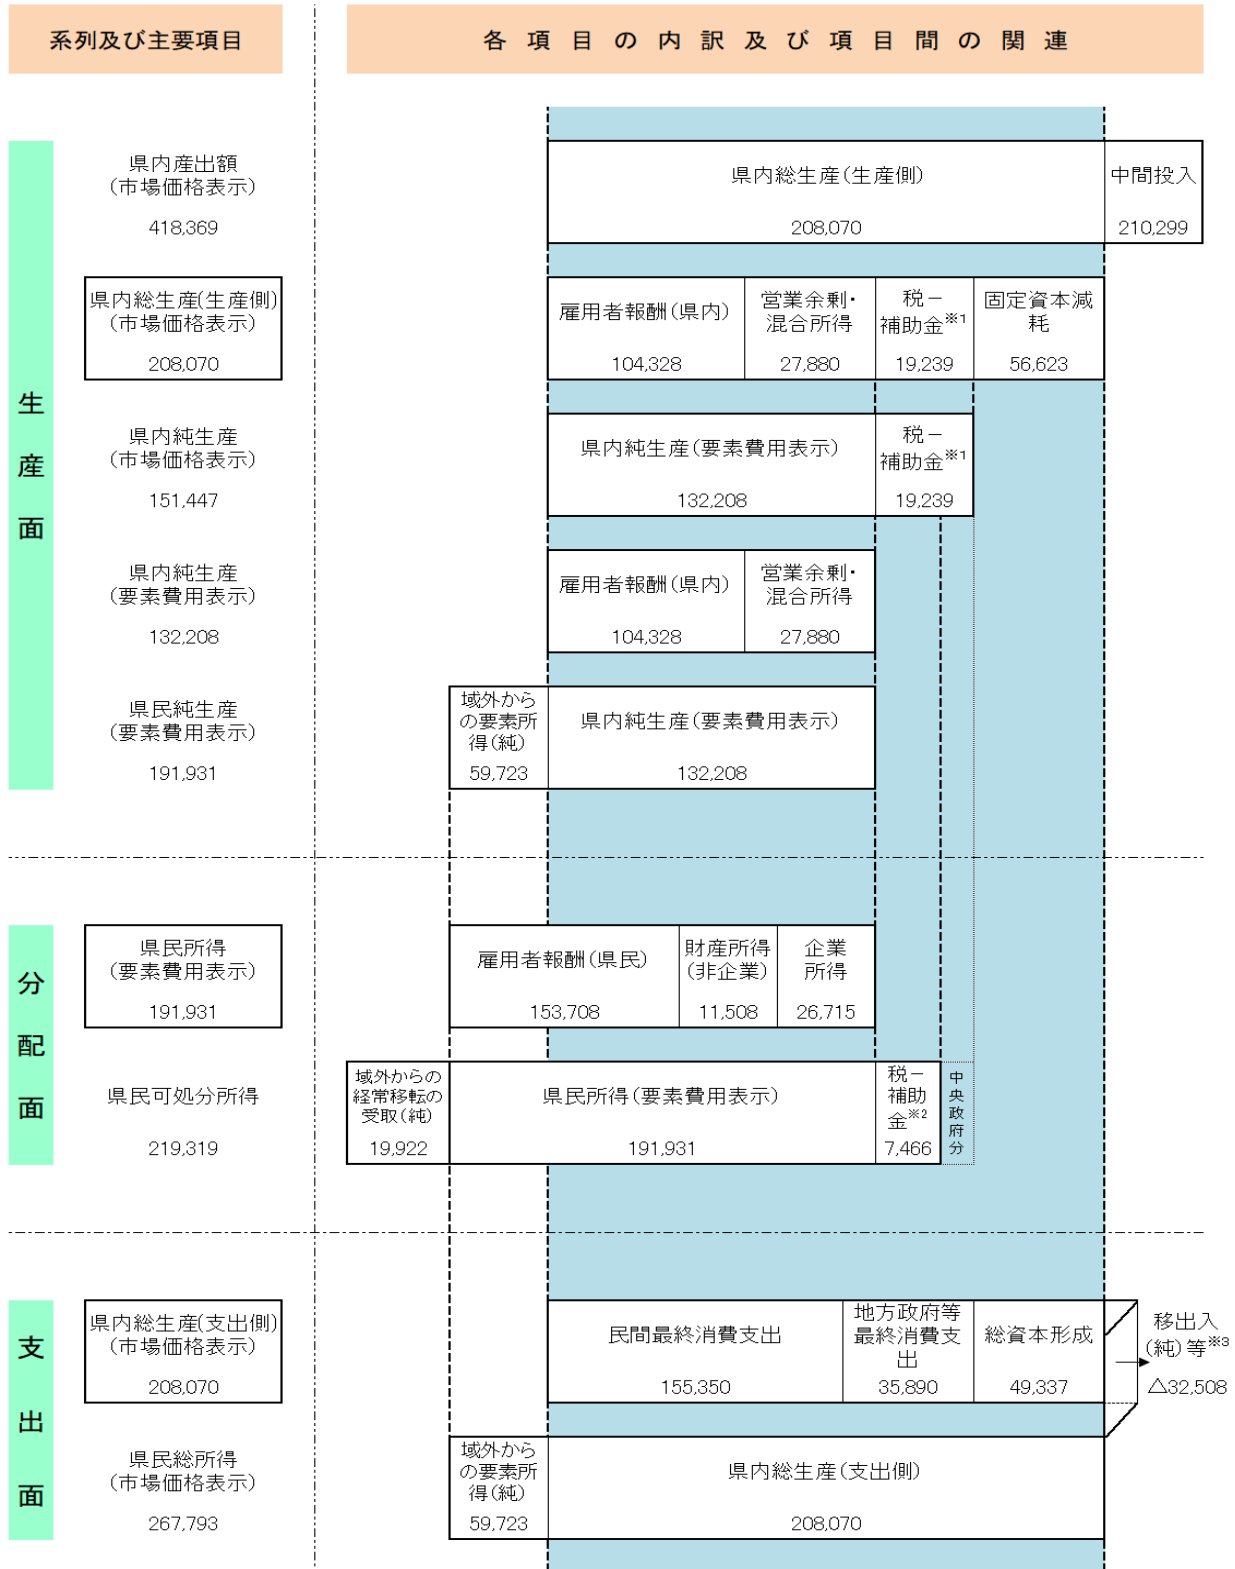 系列及び主要項目
各項目の内訳及び項目間の関連
生産面
県内産出額
(市場価格表示)
418,369
県内総生産(生産側)
208,070
中間投入
210,299
県内総生産(生産側)
(市場価格表示)
208,070
雇用者報酬(県内)
104,328
営業余剰・
混合所得
27,880
税－
補助金※1
19,239
固定資本減
耗
56,623
県内純生産
(市場価格表示)
151,447
県内純生産(要素費用表示)
132,208
税－
補助金※1
19,239
県内純生産
(要素費用表示)
132,208
雇用者報酬(県内)
104,328
営業余剰・
混合所得
27,880
県民純生産
(要素費用表示)
191,931
域外から
の要素所
得(純)
59,723
県内純生産(要素費用表示)
132,208
分配面
県民所得
(要素費用表示)
191,931
雇用者報酬(県民)
153,708
財産所得
(非企業)
11,508
企業
所得
26,715
県民可処分所得
219,319
域外からの
経常移転の
受取(純)
19,922
県民所得(要素費用表示)
191,931
税－
補助
金※2
7,466
中央政府分
支出面
県内総生産(支出側)
(市場価格表示)
208,070
民間最終消費支出
155,350
地方政府等
最終消費支
出
35,890
総資本形成
49,337
移出入
(純)等※3
△32,508
県民総所得
(市場価格表示)
267,793
域外から
の要素所
得(純)
59,723
県内総生産(支出側)
208,070